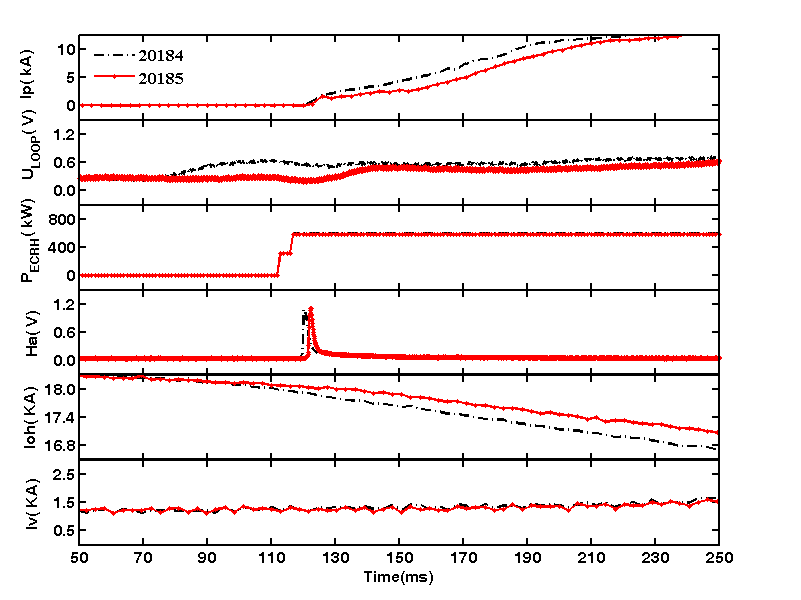 Ip( kA)
10
5
0
20184
20185
U_LOOP( V)
1.2
0.6
0.0
P_ECRH( kW)
800
400
0
Ha( V)
1.2
0.6
0.0
Ioh( KA)
18.0
17.4
16.8
Iv( KA)
2.5
1.5
0.5
50 70 90 110 130 150 170 190 210 230 250
Time(ms)